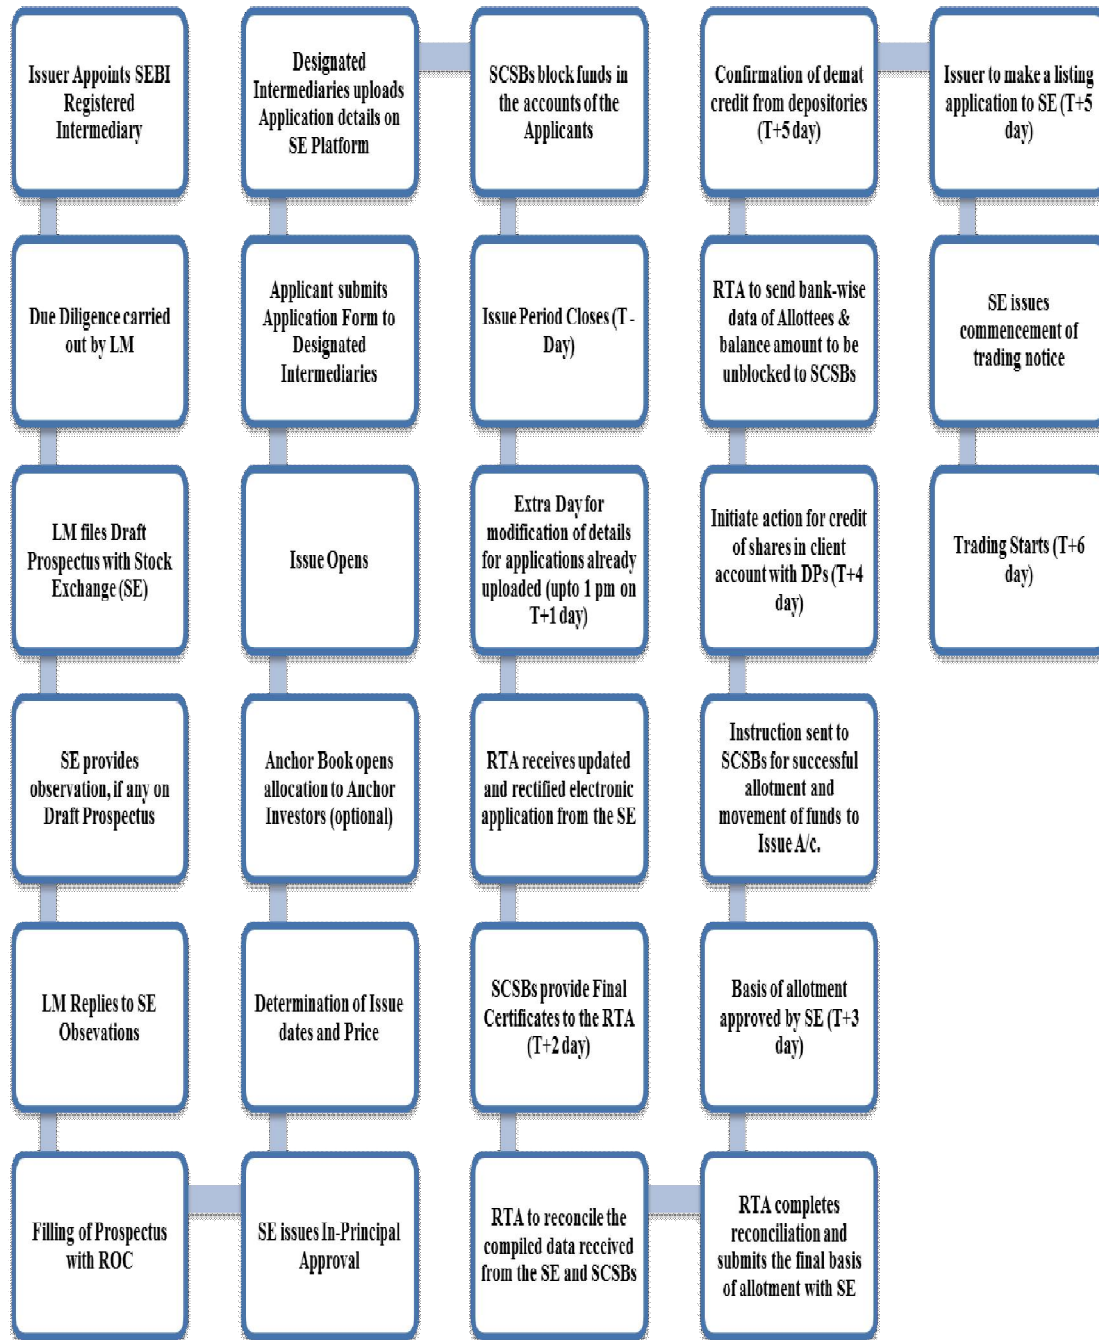 Issuer Appoints SEBI
Registered
Intermediary
Due Diligence carried
out by LM
LM files Draft
Prospectus with Stock
Exchange (SE)
SE provides
observation, if any on
Draft Prospectus
LM Replies to SE
Obsevations
Filling of Prospectus
with ROC
SE issues In-Principal
Approval
Determination of Issue
dates and Price
Anchor Book opens
allocation to Anchor
Investors (optional)
Issue Opens
Applicant submits
Application Form to
Designated
Intermediaries
Designated
Intermediaries uploads
Application details on
SE Platform
SCSBs block funds in
the accounts of the
Applicants
Issue Period Closes (T -
Day)
Extra Day for
modification of details
for applications already
uploaded (upto 1 pm on
T+1 day)
RTA receives updated
and rectified electronic
application from the SE
SCSBs provide Final
Certificates to the RTA
(T+2 day)
RTA to reconcile the
compiled data received
from the SE and SCSBs
RTA completes
reconciliation and
submits the final basis
of allotment with SE
Basis of allotment
approved by SE (T+3
day)
Instruction sent to
SCSBs for successful
allotment and
movement of funds to
Issue A/c.
Initiate action for credit
of shares in client
account with DPs (T+4
day)
RTA to send bank-wise
data of Allottees &
balance amount to be
unblocked to SCSBs
Confirmation of demat
credit from depositories
(T+5 day)
Issuer to make a listing
application to SE (T+5
day)
SE issues
commencement of
trading notice
Trading Starts (T+6
day)